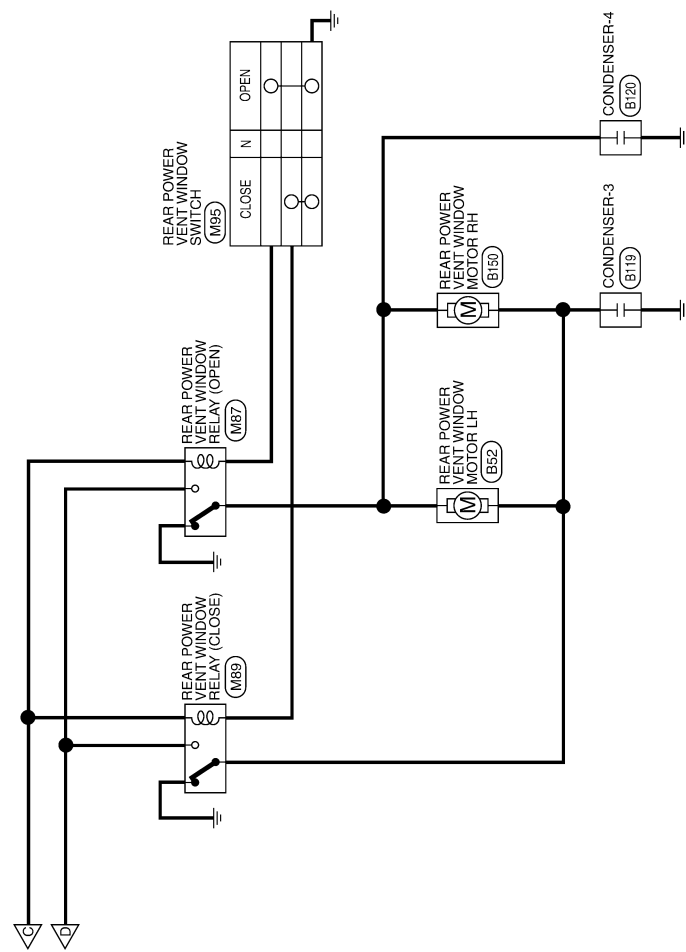 C
D
REAR POWER
VENT WINDOW
RELAY (CLOSE)
M89
REAR POWER
VENT WINDOW
RELAY (OPEN)
M87
REAR POWER
VENT WINDOW
SWITCH
M95
CLOSE
N
OPEN
REAR POWER
VENT WINDOW
MOTOR LH
B52
M
REAR POWER
VENT WINDOW
MOTOR RH
B150
M
CONDENSER-3
B119
CONDENSER-4
B120